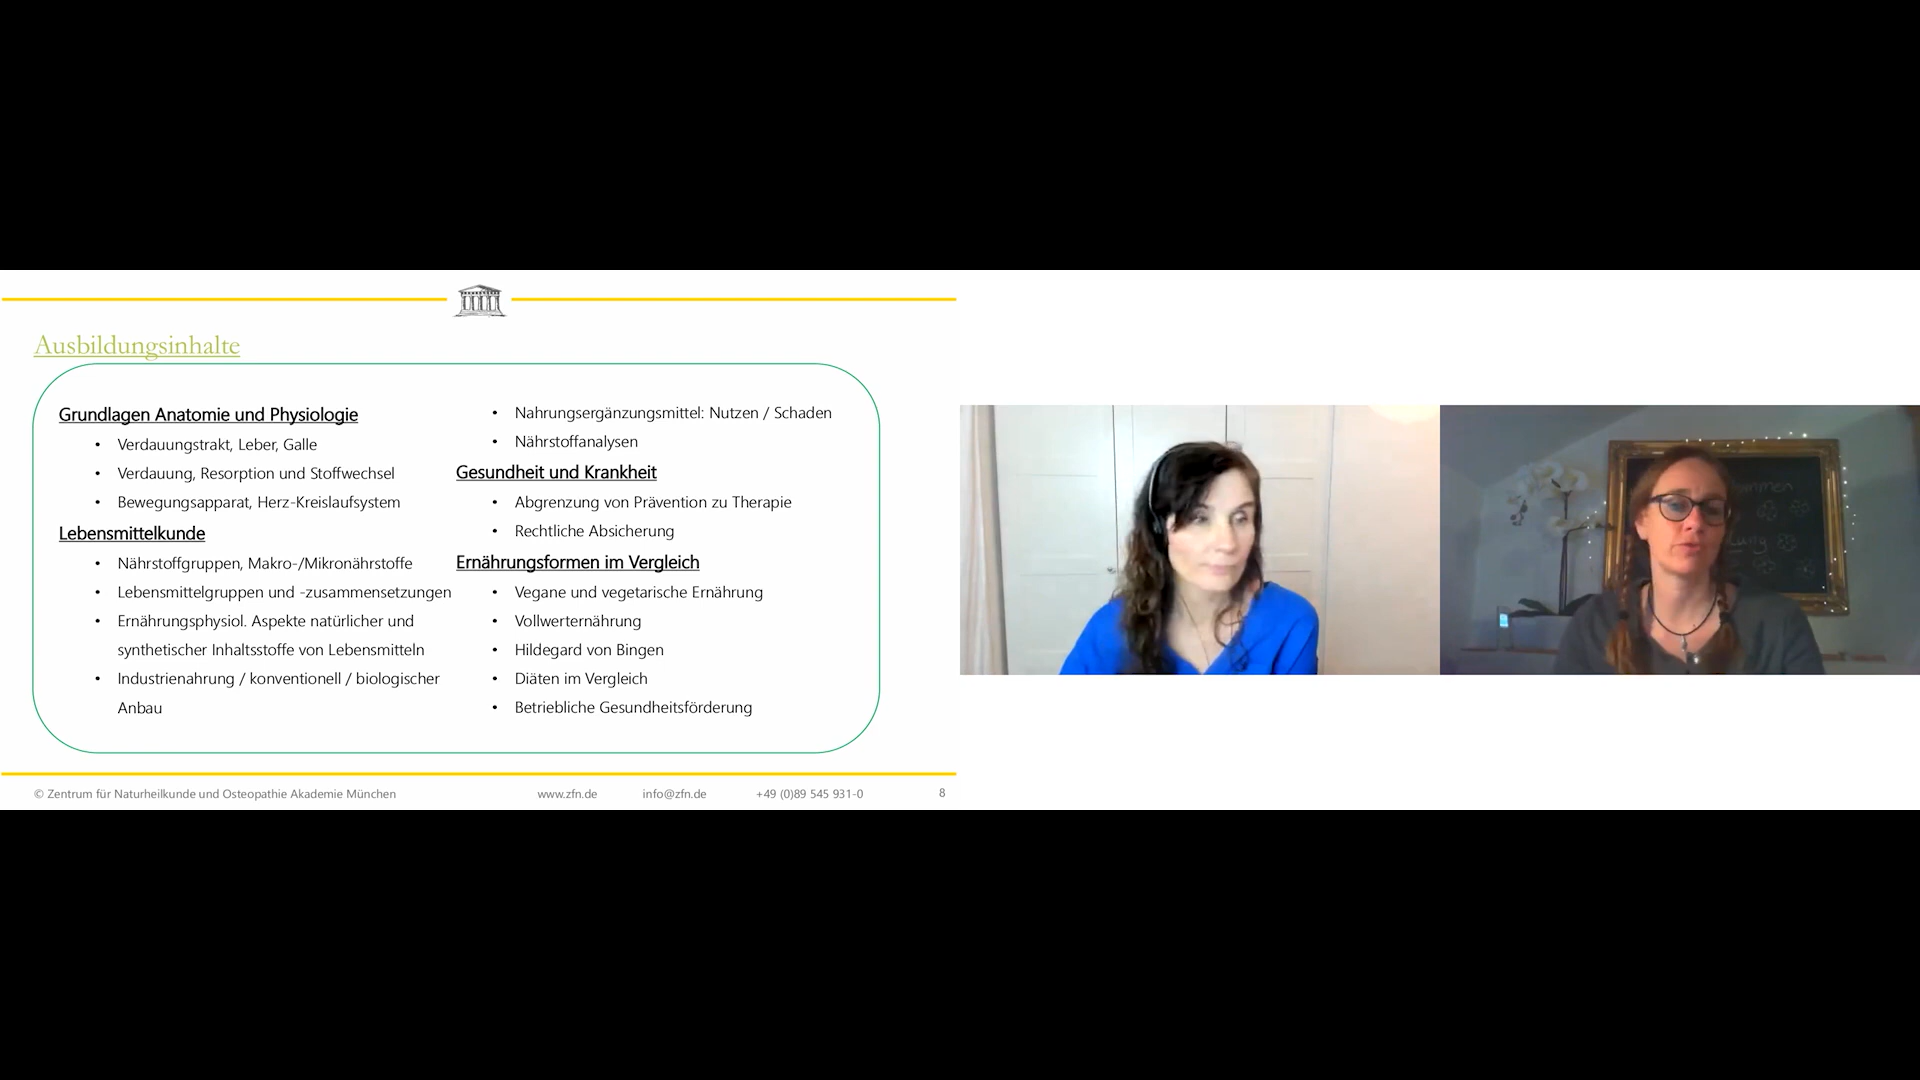 Ausbildungsinhalte
Grundlagen Anatomie und Physiologie
• Verdauungstrakt, Leber, Galle
• Verdauung, Resorption und Stoffwechsel
• Bewegungsapparat, Herz-Kreislaufsystem
Lebensmittelkunde
• Nährstoffgruppen, Makro-/Mikronährstoffe
• Lebensmittelgruppen und -zusammensetzungen
• Ernährungsphysiol. Aspekte natürlicher und
synthetischer Inhaltsstoffe von Lebensmitteln
• Industrienahrung / konventionell / biologischer
Anbau
• Nahrungsergänzungsmittel: Nutzen / Schaden
• Nährstoffanalysen
Gesundheit und Krankheit
• Abgrenzung von Prävention zu Therapie
• Rechtliche Absicherung
Ernährungsformen im Vergleich
• Vegane und vegetarische Ernährung
• Vollwerternährung
• Hildegard von Bingen
• Diäten im Vergleich
• Betriebliche Gesundheitsförderung
© Zentrum für Naturheilkunde und Osteopathie Akademie München
www.zfn.de
info@zfn.de
+49 (0)89 545 931-0
8